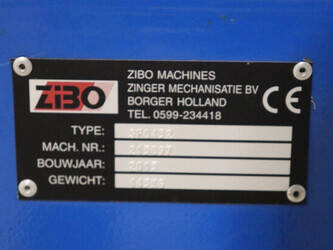 ZIBO
ZIBO MACHINES
ZINGER MECHANISATIE BV
BORGER HOLLAND
TEL. 0599-234418
CE
TYPE:
MACH. NR.:
BOUWJAAR:
GEWICHT: